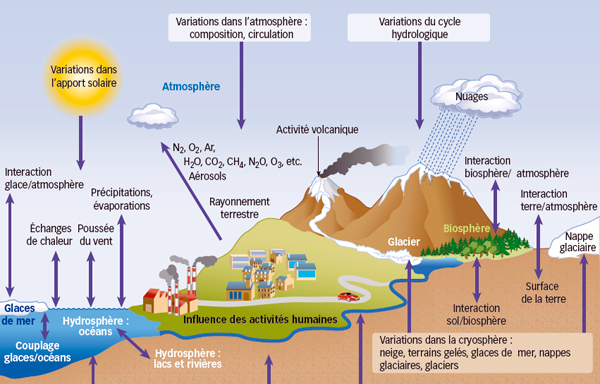 Variations dans l'atmosphère :
composition, circulation
Variations du cycle
hydrologique
Variations dans
l'apport solaire
Atmosphère
Nuages
Activité volcanique
N2, O2, Ar,
H2O, CO2, CH4, N2O, O3, etc.
Aérosols
Interaction
glace/atmosphère
Précipitations,
évaporations
Rayonnement
terrestre
Interaction
biosphère/ atmosphère
Interaction
terre/atmosphère
Échanges
de chaleur
Poussée
du vent
Glacier
Biosphère
Nappe
glaciaire
Surface
de la terre
Glaces
de mer
Hydrosphère :
océans
Influence des activités humaines
Interaction
sol/biosphère
Couplage
glaces/océans
Hydrosphère :
lacs et rivières
Variations dans la cryosphère :
neige, terrains gelés, glaces de mer, nappes
glaciaires, glaciers